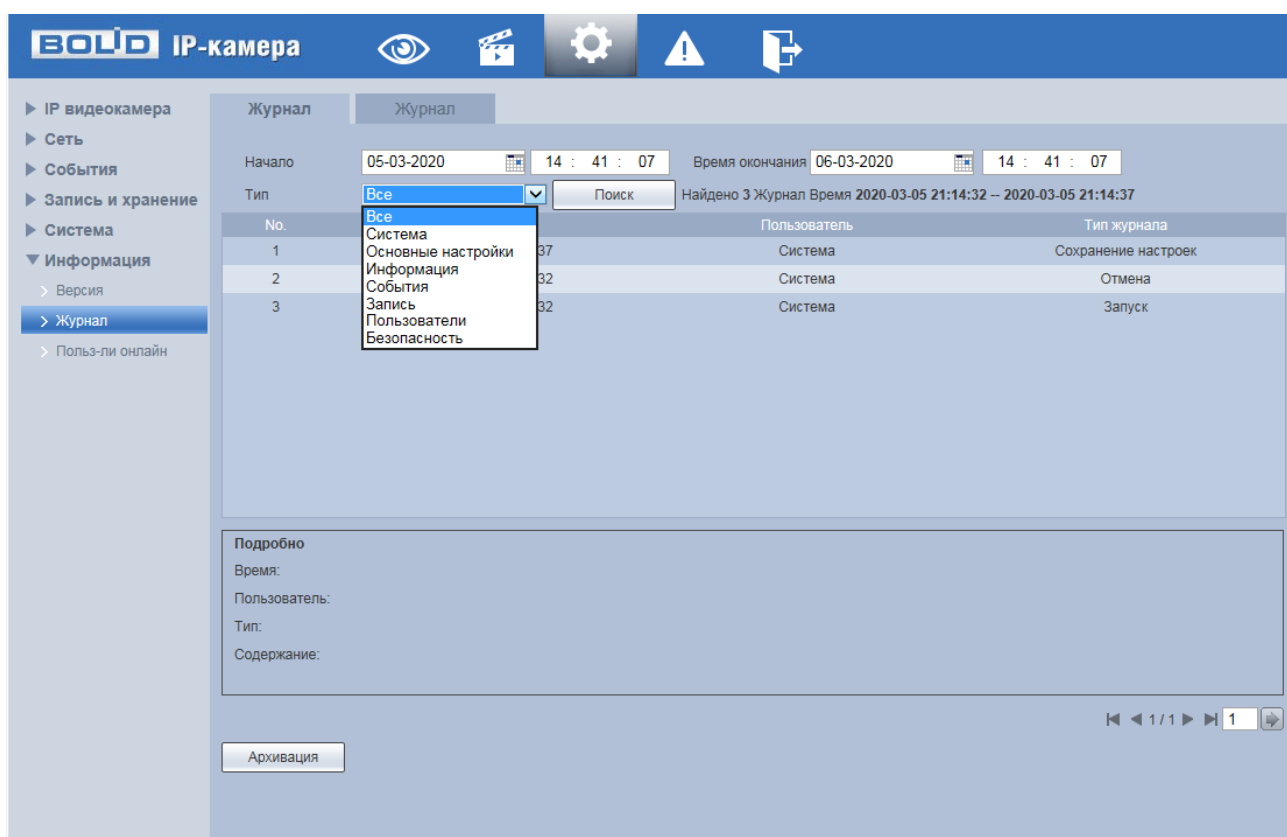 BOLID IP-камера
IP видеокамера
Сеть
События
Запись и хранение
Система
Информация
Версия
Журнал
Польз-ли онлайн
Журнал Журнал
Начало 05-03-2020 14 : 41 : 07 Время окончания 06-03-2020 14 : 41 : 07
Тип Все Поиск Найдено 3 Журнал Время 2020-03-05 21:14:32 -- 2020-03-05 21:14:37
Все
Система
Основные настройки
Информация
События
Запись
Пользователи
Безопасность
No. Пользователь Тип журнала
1 37 Система Сохранение настроек
2 32 Система Отмена
3 32 Система Запуск
Подробно
Время:
Пользователь:
Тип:
Содержание:
1 / 1 1
Архивация